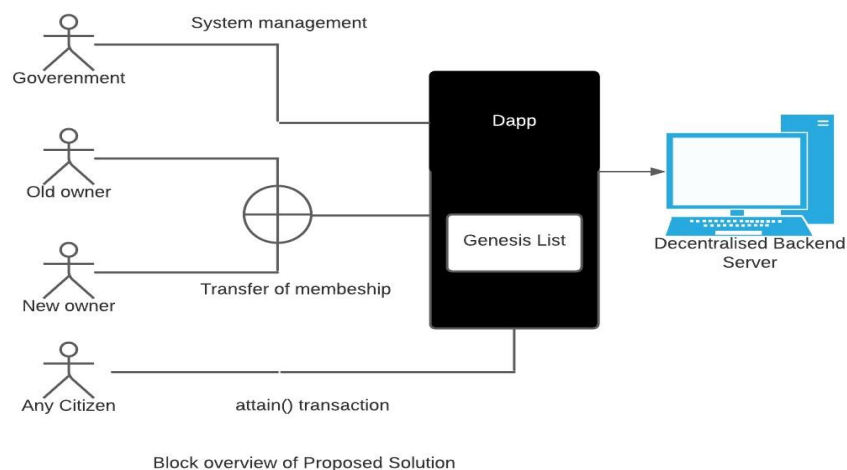 System management
Goverenment
Dapp
Old owner
Genesis List
Decentralised Backend
Server
Transfer of membeship
New owner
Any Citizen
attain() transaction
Block overview of Proposed Solution